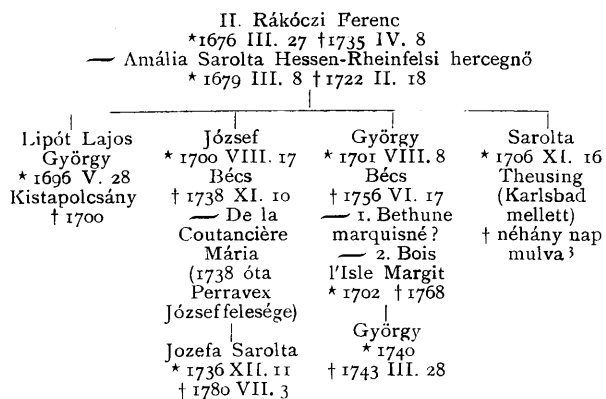 II. Rákóczi Ferenc
* 1676 III. 27 † 1735 IV. 8
— Amália Sarolta Hessen-Rheinfelsi hercegnő
* 1679 III. 8 † 1722 II. 18
Lipót Lajos
György
* 1696 V. 28
Kistapolcsány
† 1700
József
* 1700 VIII. 17
Bécs
† 1738 XI. 10
— De la
Coutancière
Mária
(1738 óta
Perravex
József felesége)
Jozefa Sarolta
* 1736 XII. 11
† 1780 VII. 3
György
* 1701 VIII. 8
Bécs
† 1756 VI. 17
— 1. Bethune
marquisné ?
— 2. Bois
l'Isle Margit
* 1702 † 1768
György
* 1740
† 1743 III. 28
Sarolta
* 1706 XI. 16
Theusing
(Karlsbad
mellett)
† néhány nap
mulva ³